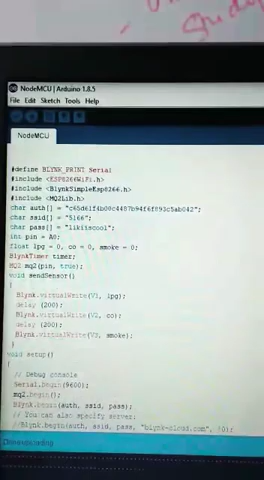 NodeMCU | Arduino 1.8.5
File Edit Sketch Tools Help
NodeMCU
#define BLYNK_PRINT Serial
#include <ESP8266WiFi.h>
#include <BlynkSimpleEsp8266.h>
#include <MQ2Lib.h>
char auth[] =
char ssid[] = "5166";
char pass[] = "likiiscool";
int pin = A0;
float lpg = 0, co = 0, smoke = 0;
BlynkTimer timer;
MQ2 mq2(pin, true);
void sendSensor()
{
Blynk.virtualWrite(V1, lpg);
delay (200);
Blynk.virtualWrite(V2, co);
delay (200);
Blynk.virtualWrite(V3, smoke);
}
void setup()
{
// Debug console
Serial.begin(9600);
mq2.begin();
Blynk.begin(auth, ssid, pass);
// You can also specify server:
//Blynk.begin(auth, ssid, pass, "blynk-cloud.com", 80);